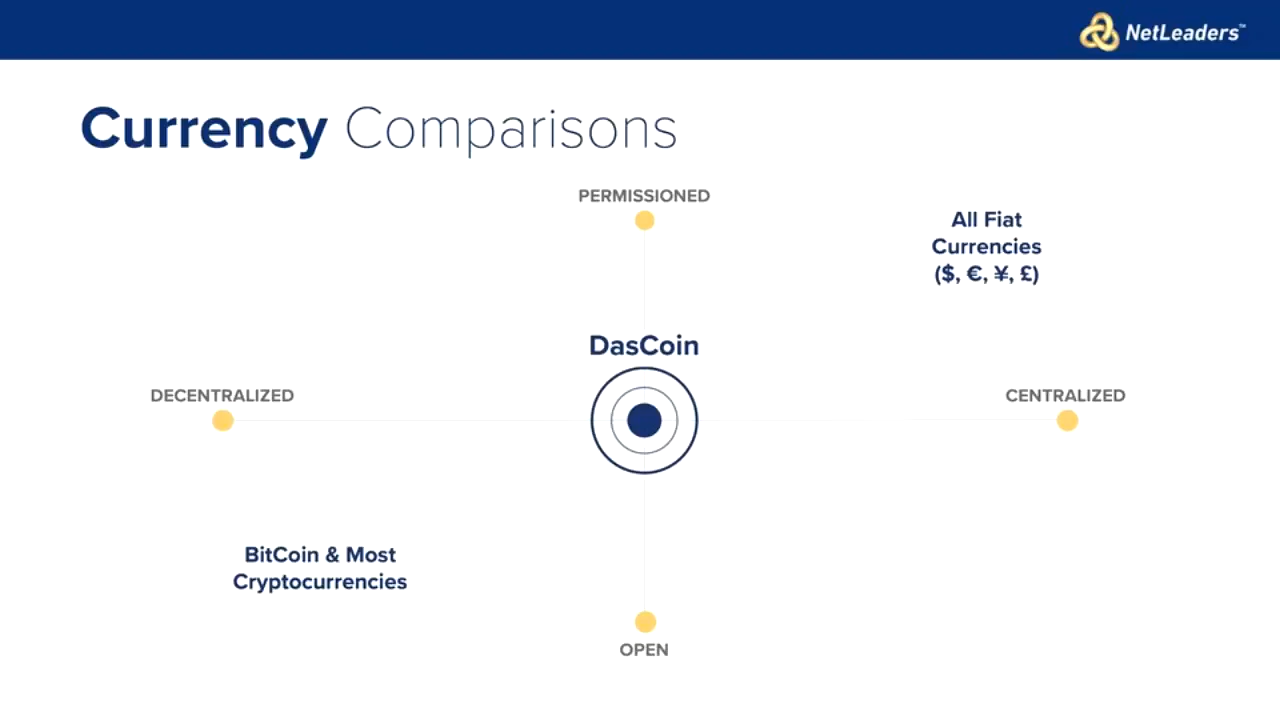 NetLeaders™
Currency Comparisons
PERMISSIONED
All Fiat
Currencies
($, €, ¥, £)
DasCoin
DECENTRALIZED
CENTRALIZED
BitCoin & Most
Cryptocurrencies
OPEN